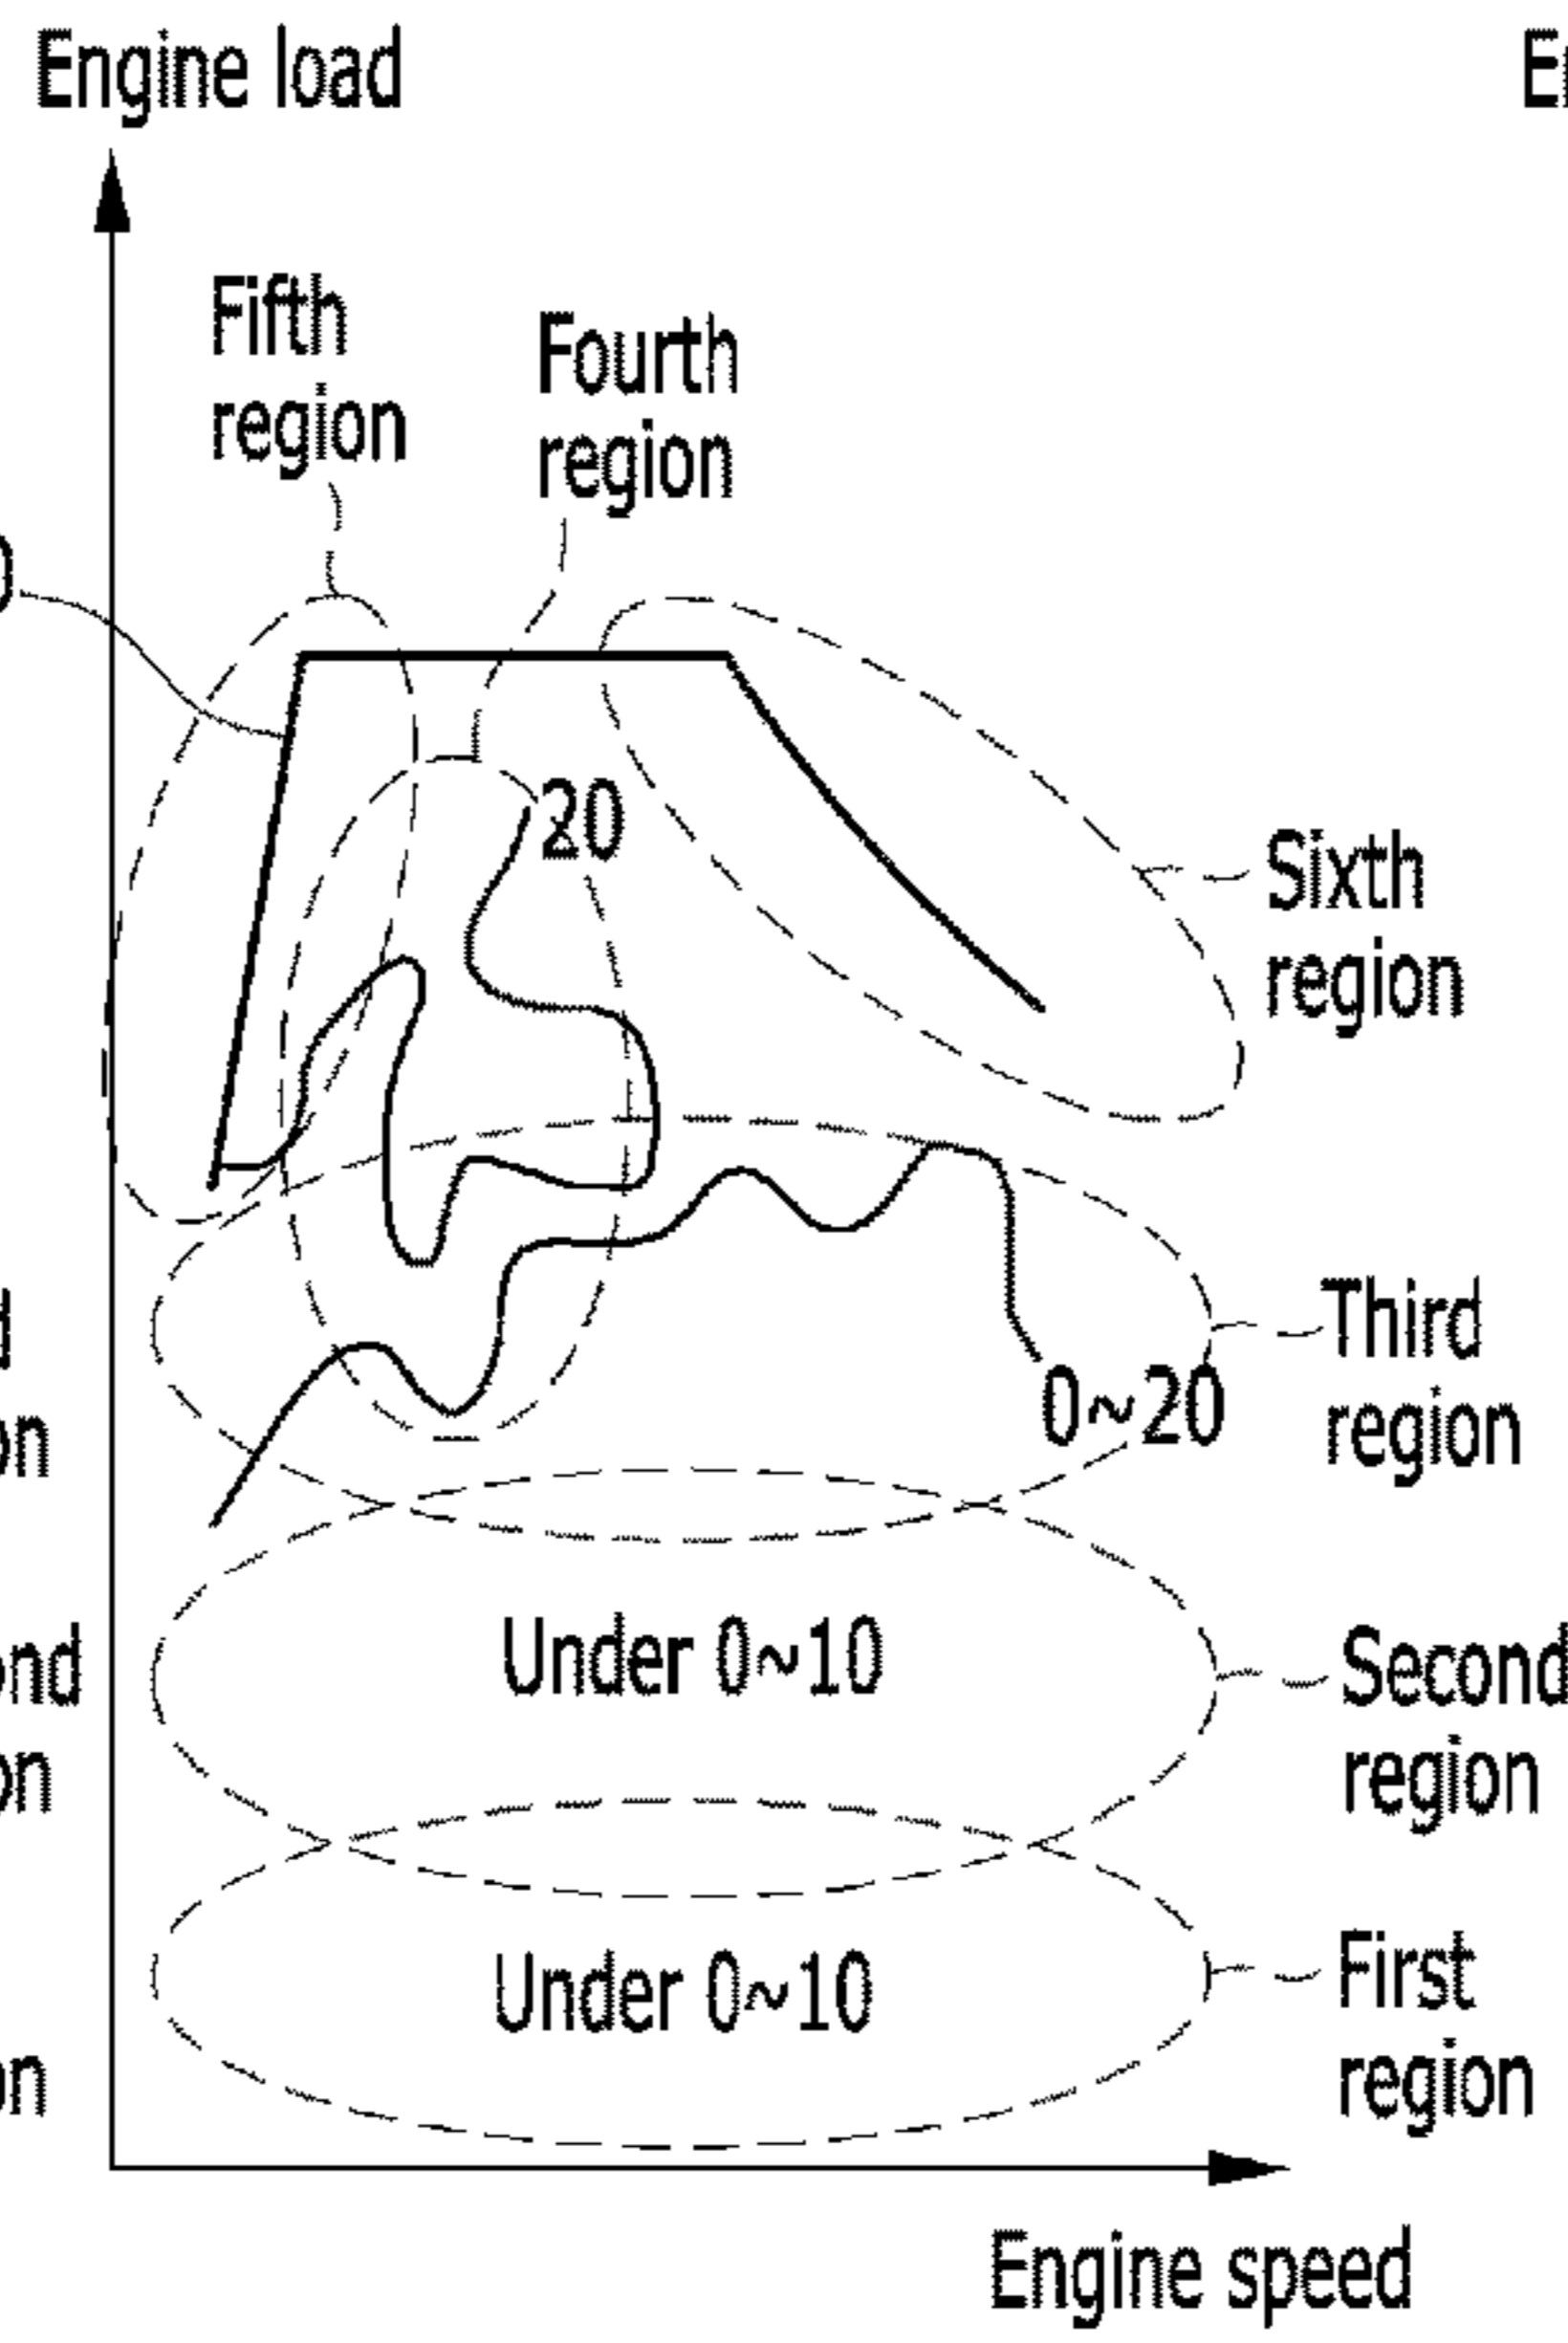 Engine load
Fifth
region
Fourth
region
20
Sixth
region
Third
region
0~20
Under 0~10
Second
region
Under 0~10
First
region
Engine speed